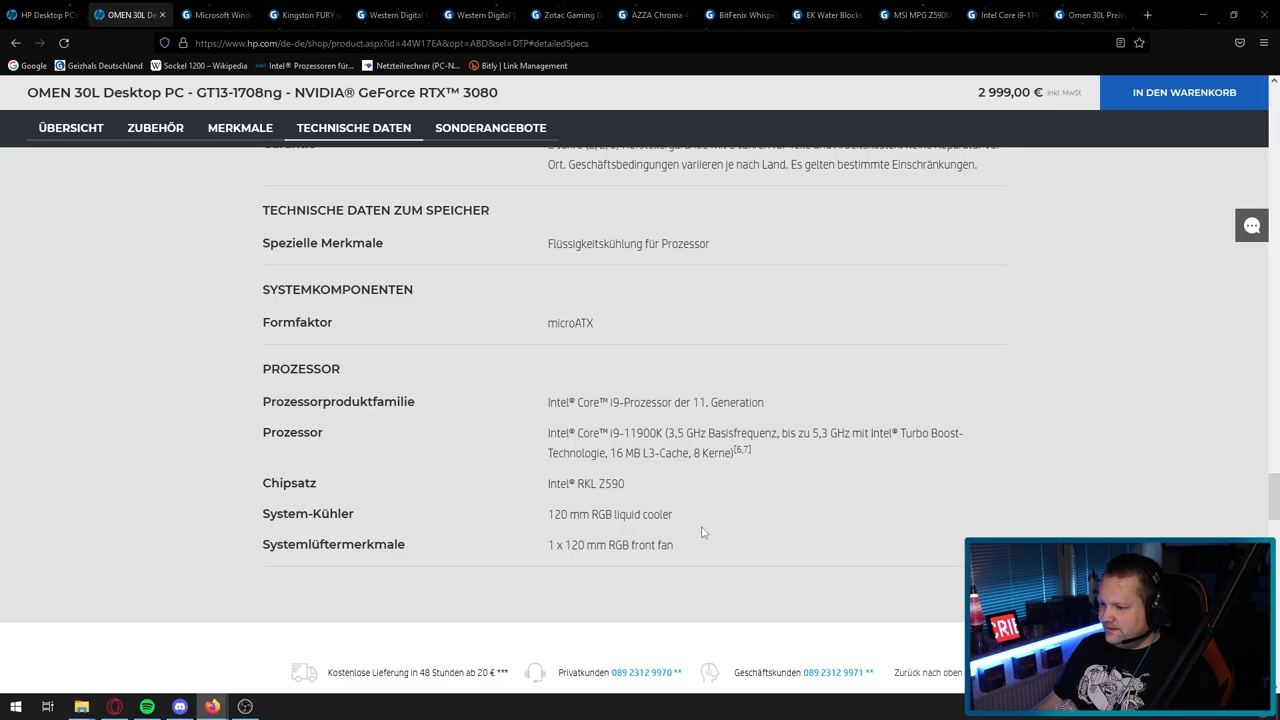 HP Desktop PCs
OMEN 30L De
Microsoft Wind
Kingston FURY s
Western Digital
Western Digital
Zotac Gaming G
AZZA Chroma 4
BitFenix Whispe
EK Water Blocks
MSI MPG Z590M
Intel Core i9-119
Omen 30L Preisv
https://www.hp.com/de-de/shop/product.aspx?id=44W17EA&opt=ABD&sel=DTP#detailedSpecs
Google
Geizhals Deutschland
Sockel 1200 – Wikipedia
Intel® Prozessoren für...
Netzteilrechner (PC-N...
Bitly | Link Management
OMEN 30L Desktop PC - GT13-1708ng - NVIDIA® GeForce RTX™ 3080
2 999,00 € inkl. MwSt
IN DEN WARENKORB
ÜBERSICHT
ZUBEHÖR
MERKMALE
TECHNISCHE DATEN
SONDERANGEBOTE
Ort. Geschäftsbedingungen variieren je nach Land. Es gelten bestimmte Einschränkungen.
TECHNISCHE DATEN ZUM SPEICHER
Spezielle Merkmale
Flüssigkeitskühlung für Prozessor
SYSTEMKOMPONENTEN
Formfaktor
microATX
PROZESSOR
Prozessorproduktfamilie
Intel® Core™ i9-Prozessor der 11. Generation
Prozessor
Intel® Core™ i9-11900K (3,5 GHz Basisfrequenz, bis zu 5,3 GHz mit Intel® Turbo Boost-
Technologie, 16 MB L3-Cache, 8 Kerne)[6,7]
Chipsatz
Intel® RKL Z590
System-Kühler
120 mm RGB liquid cooler
Systemlüftermerkmale
1 x 120 mm RGB front fan
CRIE
Kostenlose Lieferung in 48 Stunden ab 20 € ***
Privatkunden 089 2312 9970 **
Geschäftskunden 089 2312 9971 **
Zurück nach oben